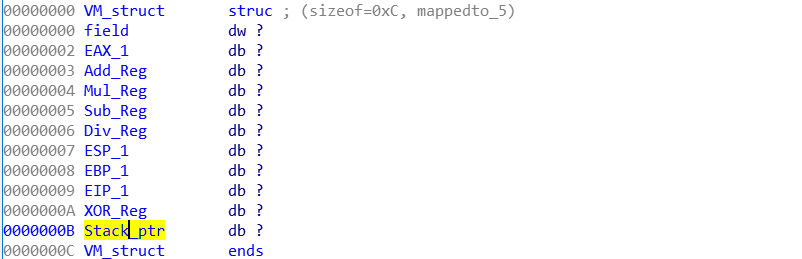 00000000 VM_struct struc ; (sizeof=0xC, mappedto_5)
00000000 field dw ?
00000002 EAX_1 db ?
00000003 Add_Reg db ?
00000004 Mul_Reg db ?
00000005 Sub_Reg db ?
00000006 Div_Reg db ?
00000007 ESP_1 db ?
00000008 EBP_1 db ?
00000009 EIP_1 db ?
0000000A XOR_Reg db ?
0000000B Stack_ptr db ?
0000000C VM_struct ends